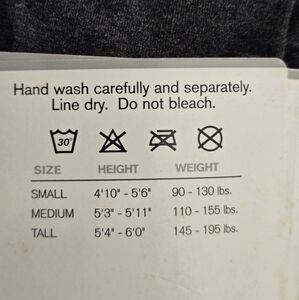 Hand wash carefully and separately.
Line dry. Do not bleach.
30°
SIZE HEIGHT WEIGHT
SMALL 4'10" - 5'6" 90 - 130 lbs.
MEDIUM 5'3" - 5'11" 110 - 155 lbs.
TALL 5'4" - 6'0" 145 - 195 lbs.